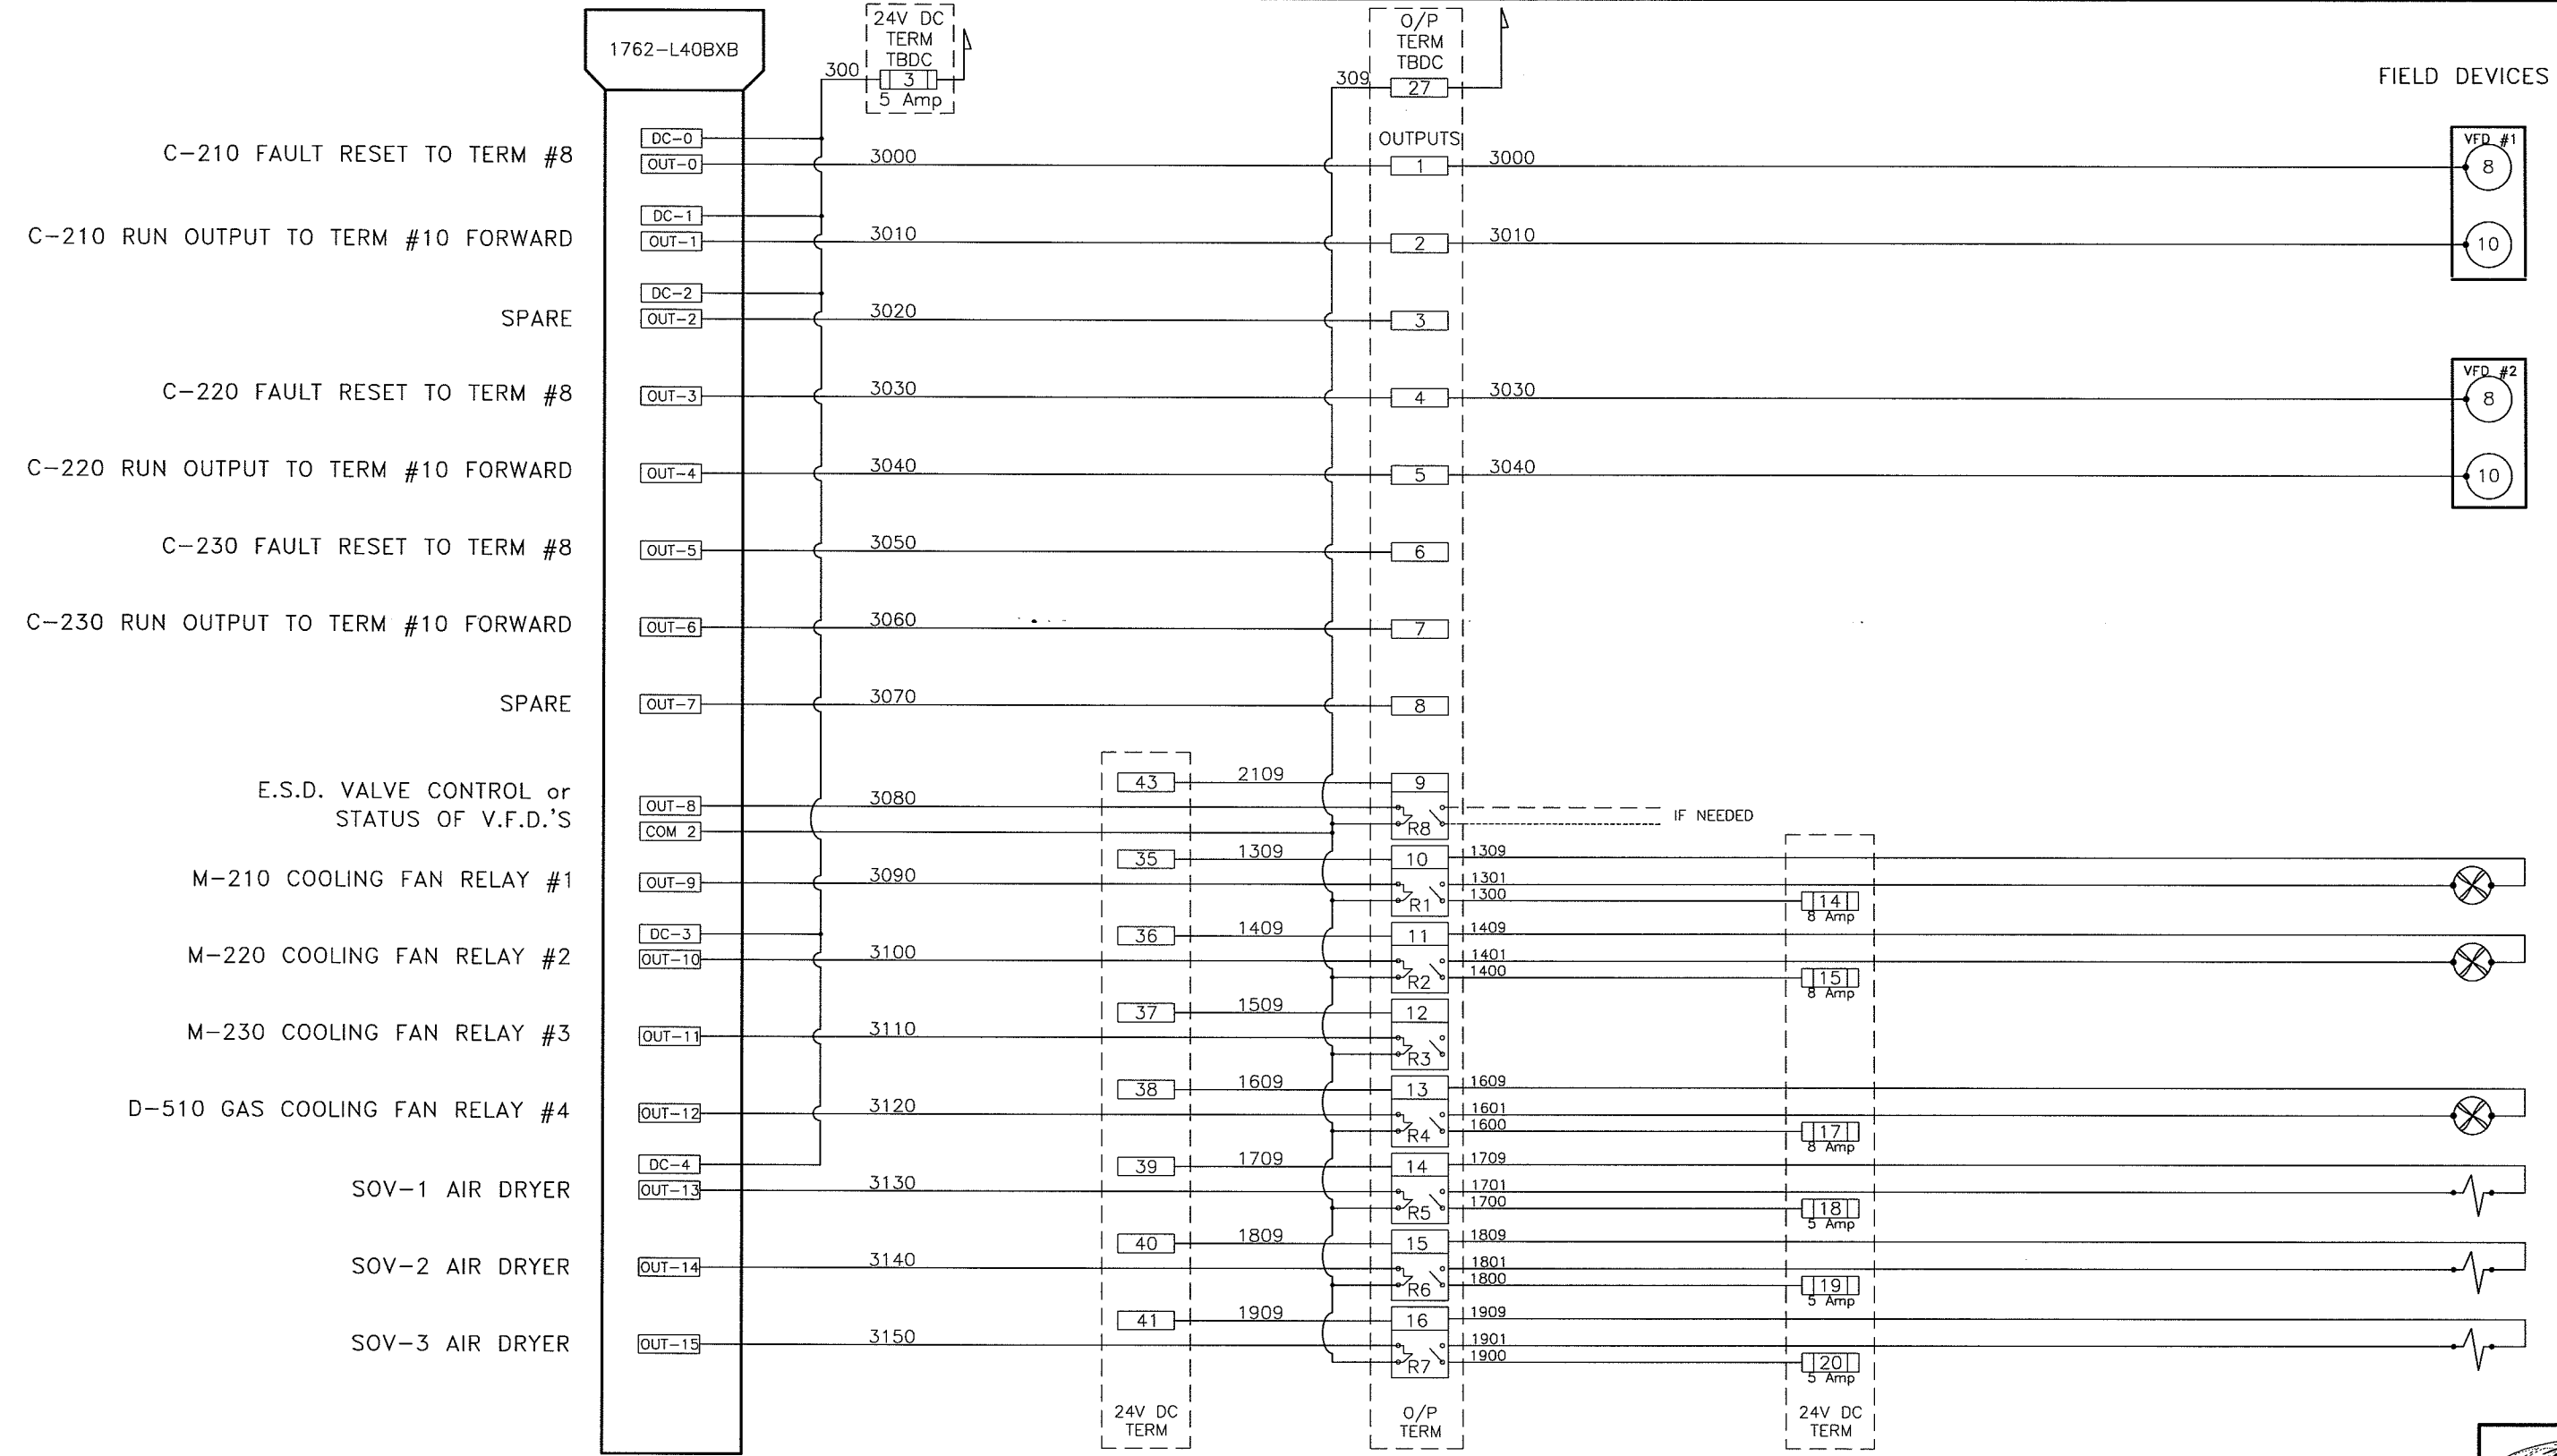 1762-L40BXB
24V DC
TERM
TBDC
300
3
5 Amp
O/P
TERM
TBDC
309
27
FIELD DEVICES
OUTPUTS
DC-0
C-210 FAULT RESET TO TERM #8
OUT-0
3000
1
3000
VFD #1
8
DC-1
C-210 RUN OUTPUT TO TERM #10 FORWARD
OUT-1
3010
2
3010
10
DC-2
SPARE
OUT-2
3020
3
C-220 FAULT RESET TO TERM #8
OUT-3
3030
4
3030
VFD #2
8
C-220 RUN OUTPUT TO TERM #10 FORWARD
OUT-4
3040
5
3040
10
C-230 FAULT RESET TO TERM #8
OUT-5
3050
6
C-230 RUN OUTPUT TO TERM #10 FORWARD
OUT-6
3060
7
SPARE
OUT-7
3070
8
43
2109
9
E.S.D. VALVE CONTROL or
STATUS OF V.F.D.'S
OUT-8
3080
COM 2
R8
IF NEEDED
35
1309
10
1309
M-210 COOLING FAN RELAY #1
OUT-9
3090
R1
1301
1300
14
8 Amp
DC-3
36
1409
11
1409
M-220 COOLING FAN RELAY #2
OUT-10
3100
R2
1401
1400
15
8 Amp
37
1509
12
M-230 COOLING FAN RELAY #3
OUT-11
3110
R3
38
1609
13
1609
D-510 GAS COOLING FAN RELAY #4
OUT-12
3120
R4
1601
1600
17
8 Amp
DC-4
39
1709
14
1709
SOV-1 AIR DRYER
OUT-13
3130
R5
1701
1700
18
5 Amp
40
1809
15
1809
SOV-2 AIR DRYER
OUT-14
3140
R6
1801
1800
19
5 Amp
41
1909
16
1909
SOV-3 AIR DRYER
OUT-15
3150
R7
1901
1900
20
5 Amp
24V DC
TERM
O/P
TERM
24V DC
TERM